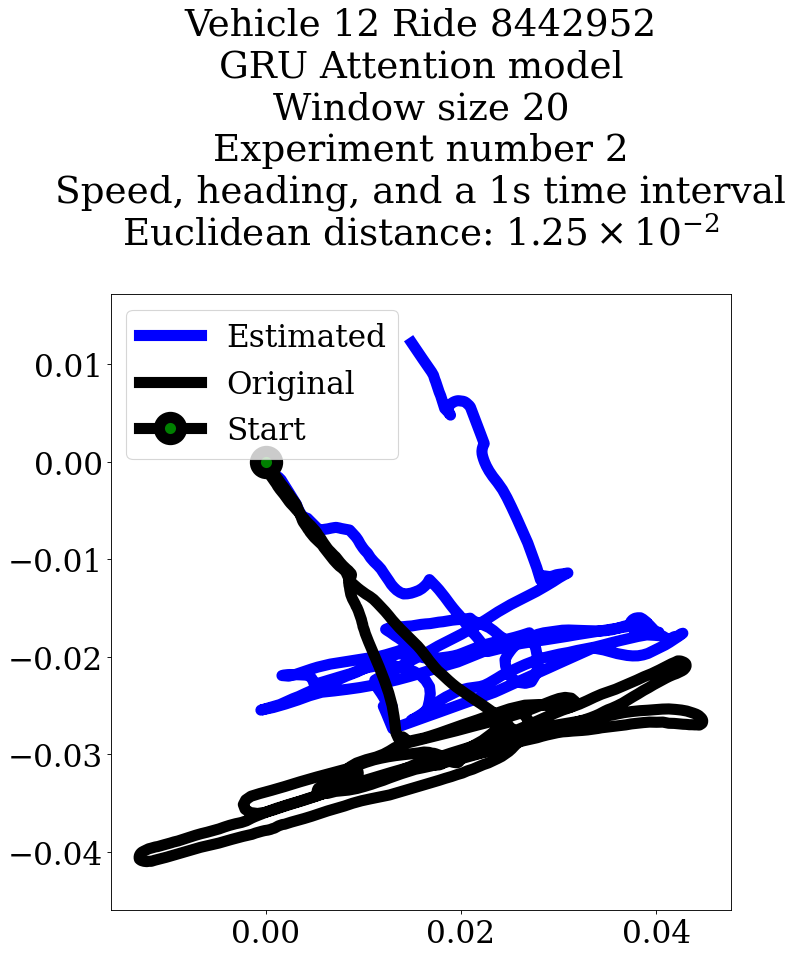 Vehicle 12 Ride 8442952
GRU Attention model
Window size 20
Experiment number 2
Speed, heading, and a 1s time interval
Euclidean distance: 1.25 × 10⁻²
Estimated
Original
Start
0.01
0.00
−0.01
−0.02
−0.03
−0.04
0.00 0.02 0.04